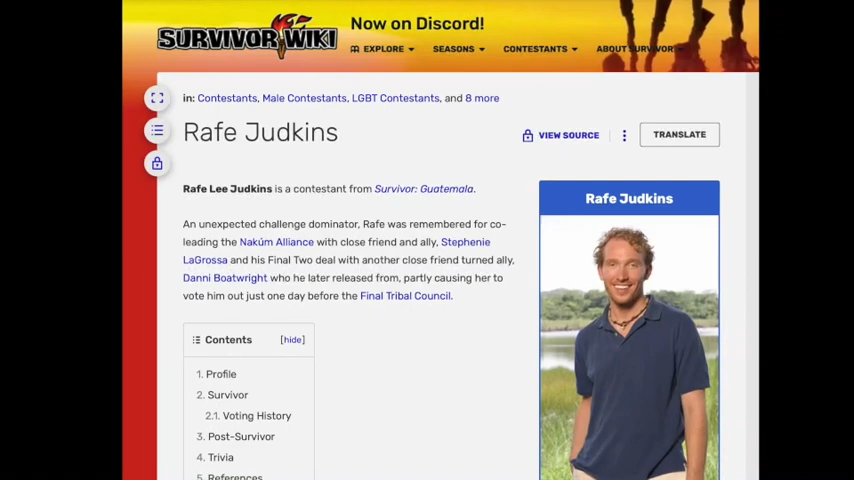 SURVIVOR WIKI
Now on Discord!
EXPLORE SEASONS CONTESTANTS ABOUT SURVIVOR
in: Contestants, Male Contestants, LGBT Contestants, and 8 more
Rafe Judkins
VIEW SOURCE
TRANSLATE
Rafe Lee Judkins is a contestant from Survivor: Guatemala.
An unexpected challenge dominator, Rafe was remembered for co-
leading the Nakúm Alliance with close friend and ally, Stephenie
LaGrossa and his Final Two deal with another close friend turned ally,
Danni Boatwright who he later released from, partly causing her to
vote him out just one day before the Final Tribal Council.
Rafe Judkins
Contents [hide]
1. Profile
2. Survivor
2.1. Voting History
3. Post-Survivor
4. Trivia
5. References